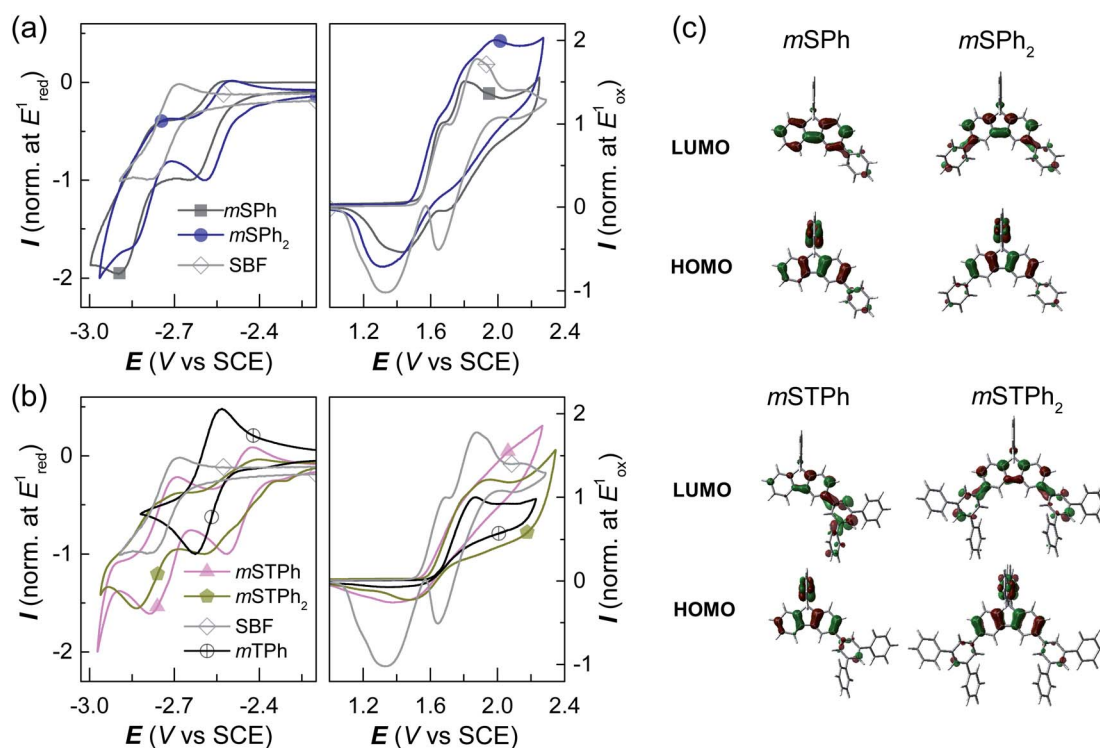 (a)
I (norm. at E¹red)
0
-1
-2
-3.0
-2.7
-2.4
E (V vs SCE)
mSPh
mSPh₂
SBF
1.2
1.6
2.0
2.4
E (V vs SCE)
2
1
0
-1
I (norm. at E¹ox)
(b)
I (norm. at E¹red)
0
-1
-2
-3.0
-2.7
-2.4
E (V vs SCE)
mSTPh
mSTPh₂
SBF
mTPh
1.2
1.6
2.0
2.4
E (V vs SCE)
2
1
0
-1
I (norm. at E¹ox)
(c)
mSPh mSPh₂
LUMO
HOMO
mSTPh mSTPh₂
LUMO
HOMO